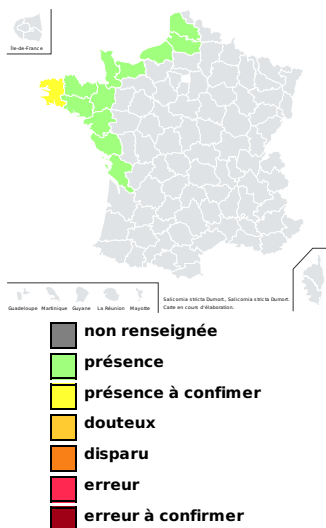 Île-de-France
Guadeloupe Martinique Guyane La Réunion Mayotte
Salicornia stricta Dumort., Salicornia stricta Dumort.
Carte en cours d'élaboration.
non renseignée
présence
présence à confimer
douteux
disparu
erreur
erreur à confirmer